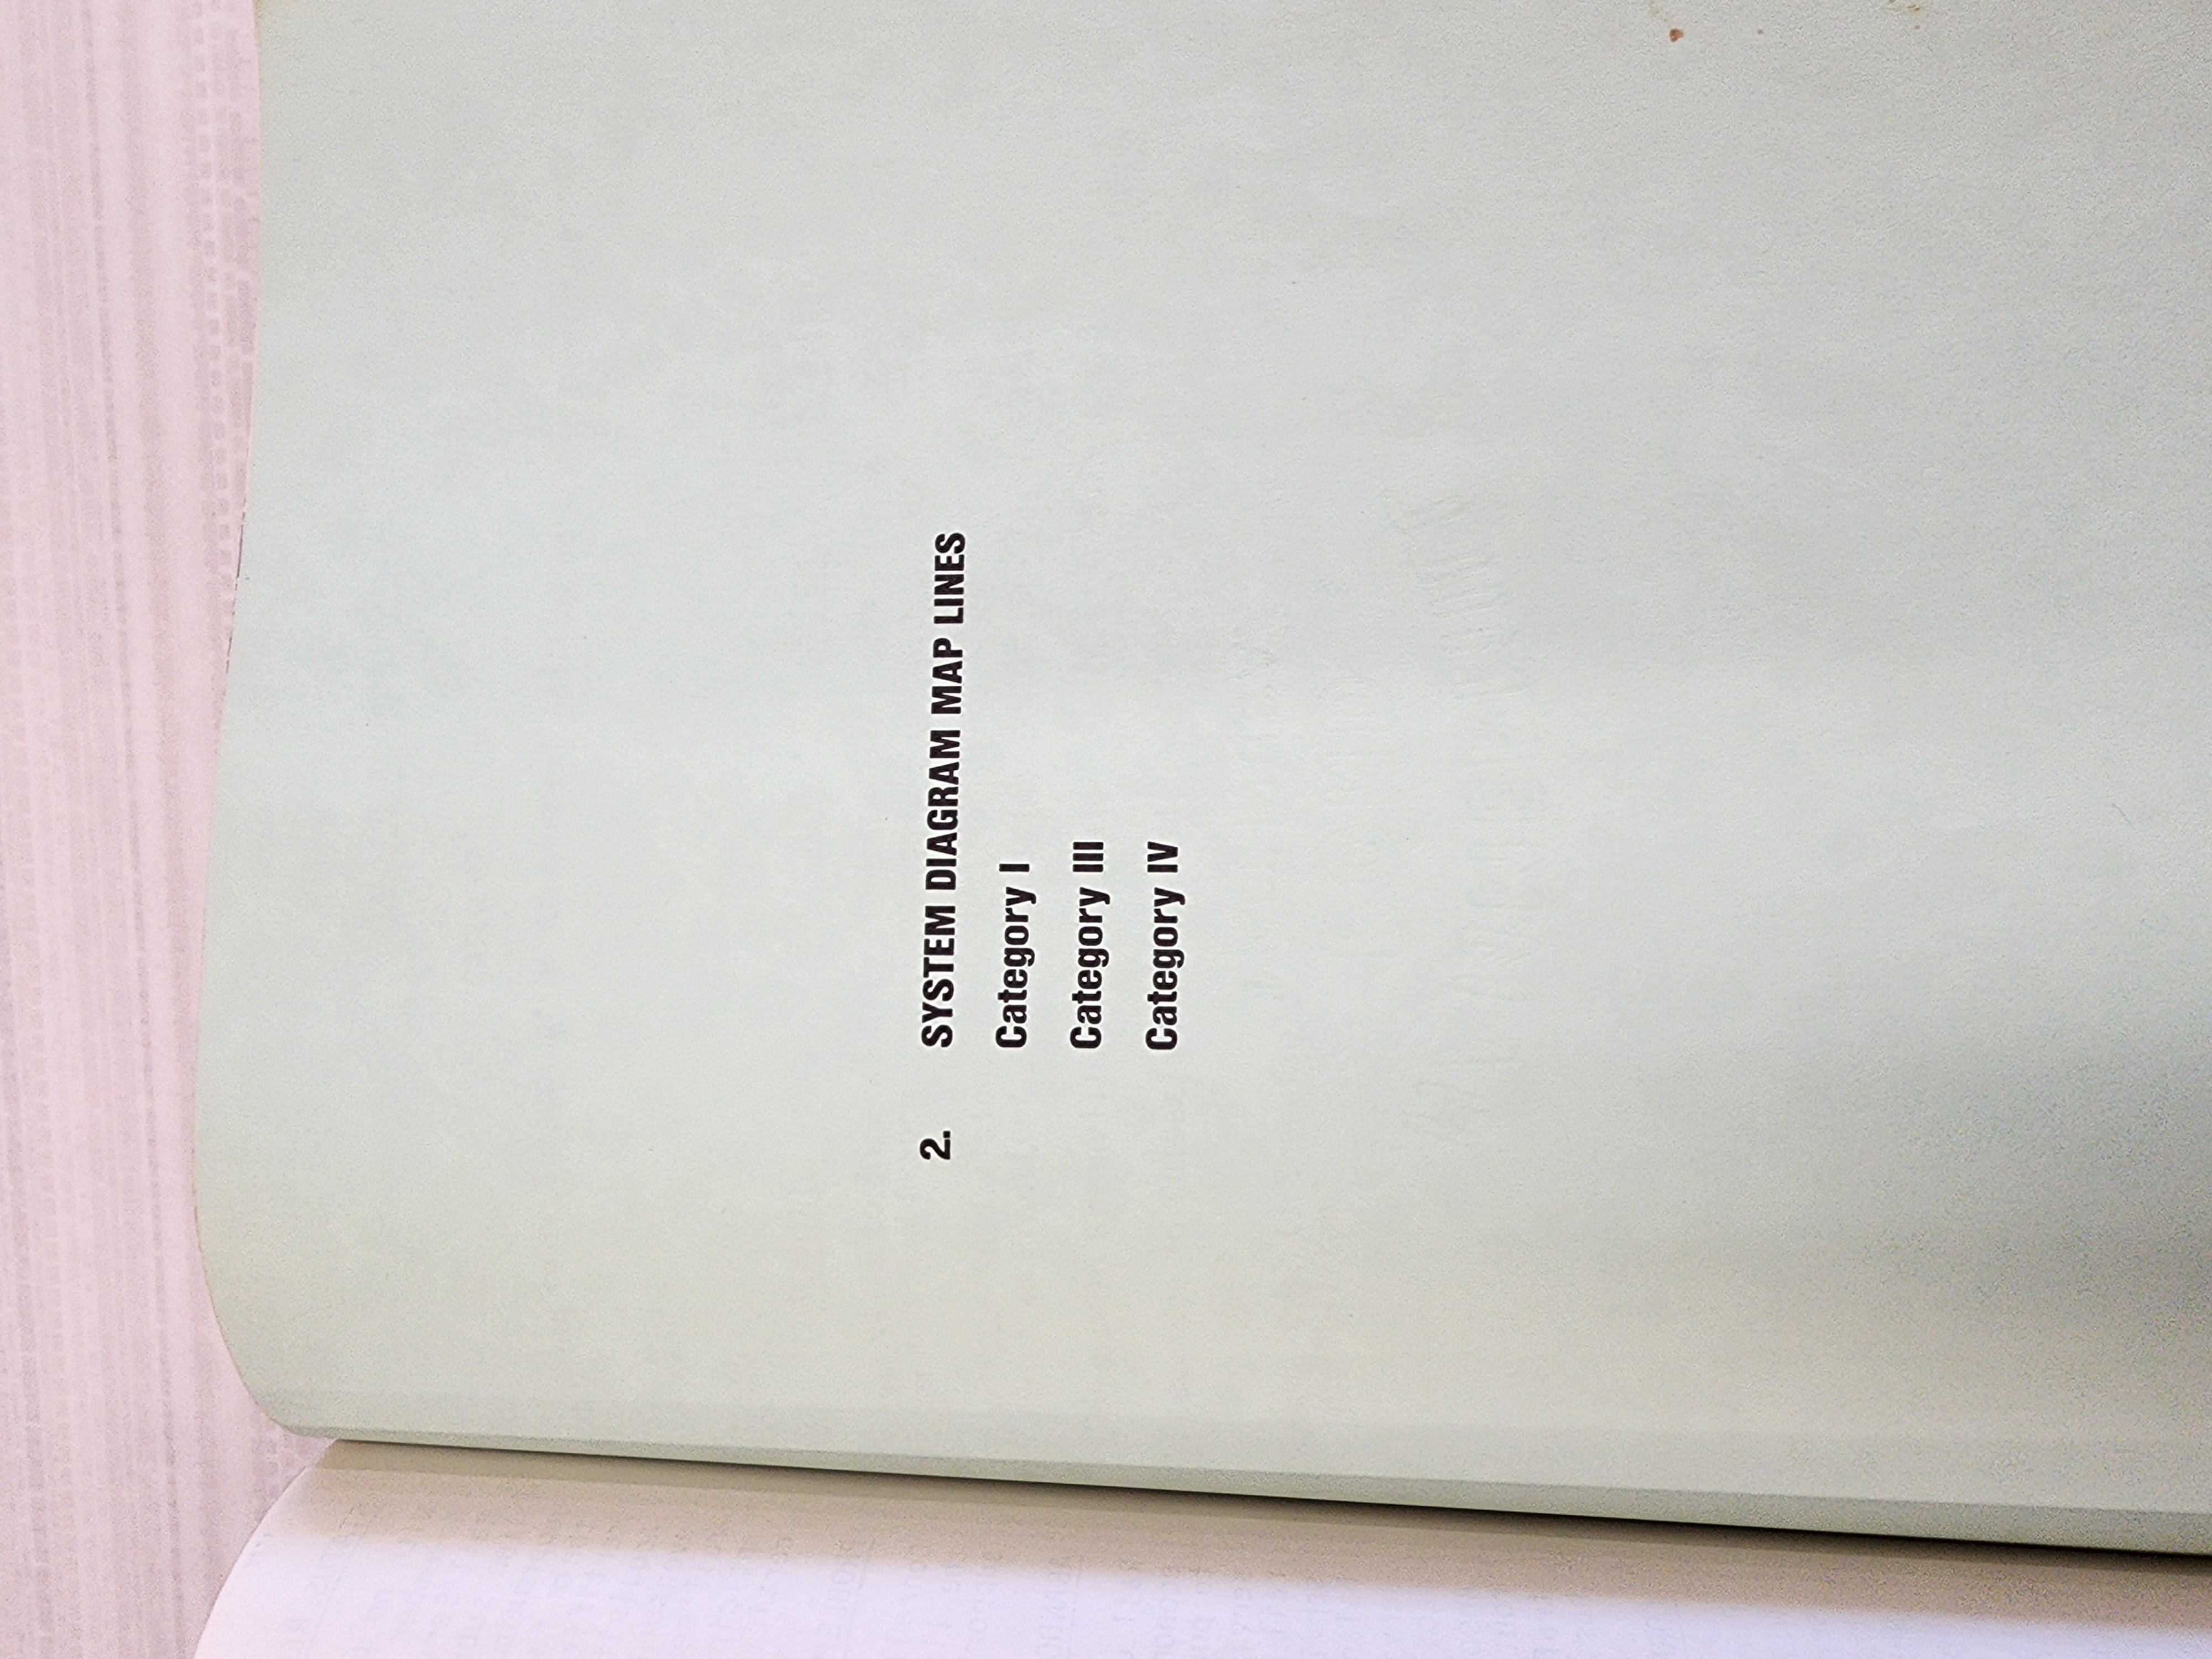 2. SYSTEM DIAGRAM MAP LINES
Category I
Category III
Category IV